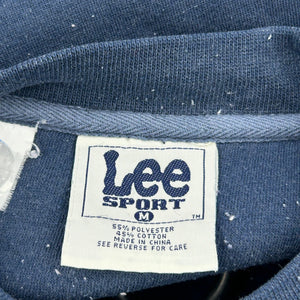 Lee
SPORT
M
TM
55% POLYESTER
45% COTTON
MADE IN CHINA
SEE REVERSE FOR CARE